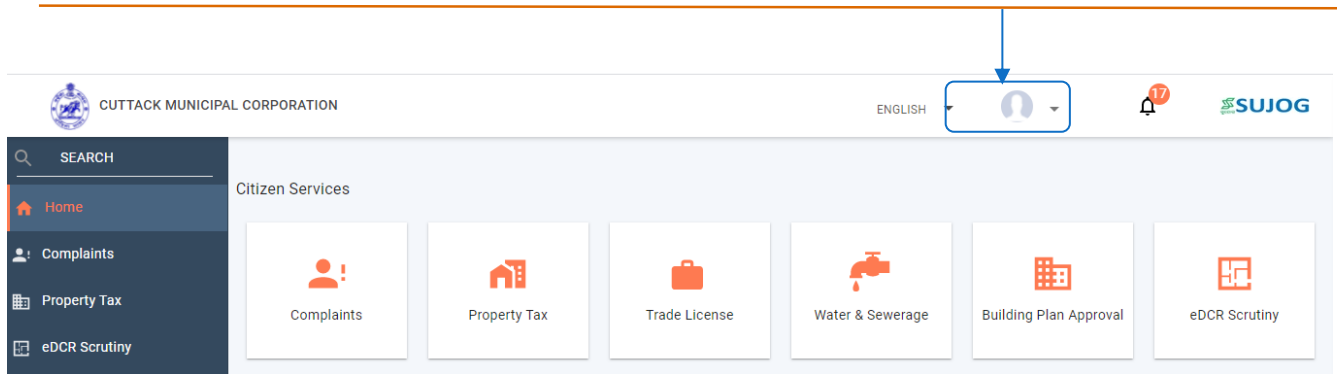 CUTTACK MUNICIPAL CORPORATION
ENGLISH
17
SUJOG
SEARCH
Home
Complaints
Property Tax
eDCR Scrutiny
Citizen Services
Complaints
Property Tax
Trade License
Water & Sewerage
Building Plan Approval
eDCR Scrutiny